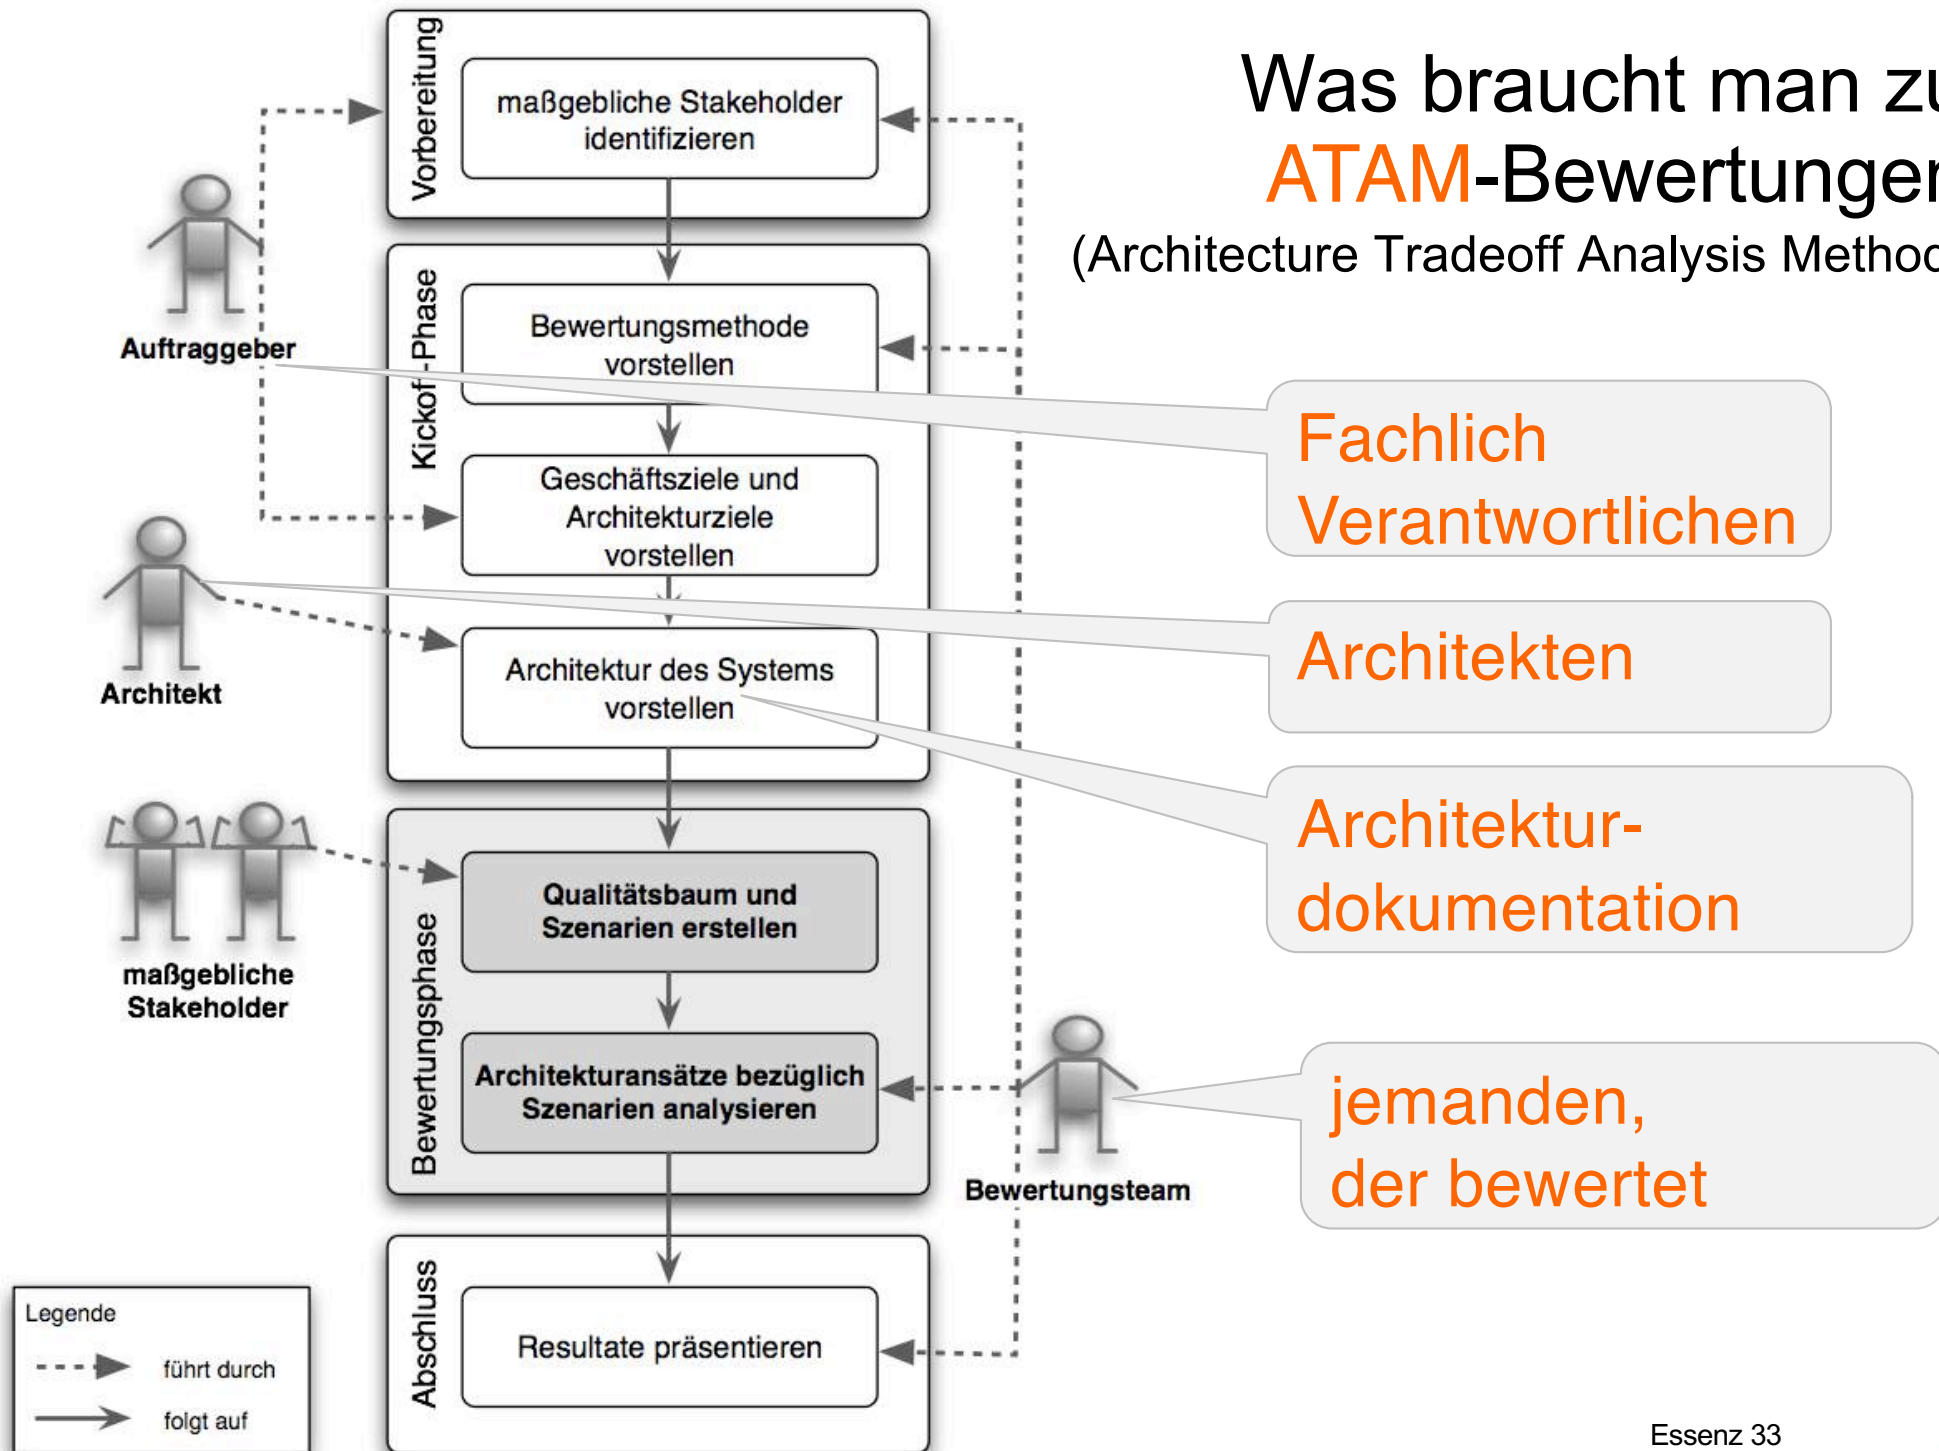 Was braucht man zu
ATAM-Bewertungen
(Architecture Tradeoff Analysis Method
Vorbereitung
maßgebliche Stakeholder
identifizieren
Auftraggeber
Kickof-Phase
Bewertungsmethode
vorstellen
Geschäftsziele und
Architekturziele
vorstellen
Architekt
Architektur des Systems
vorstellen
Fachlich
Verantwortlichen
Architekten
Architektur-
dokumentation
maßgebliche
Stakeholder
Bewertungsphase
Qualitätsbaum und
Szenarien erstellen
Architekturansätze bezüglich
Szenarien analysieren
Bewertungsteam
jemanden,
der bewertet
Abschluss
Resultate präsentieren
Legende
führt durch
folgt auf
Essenz 33